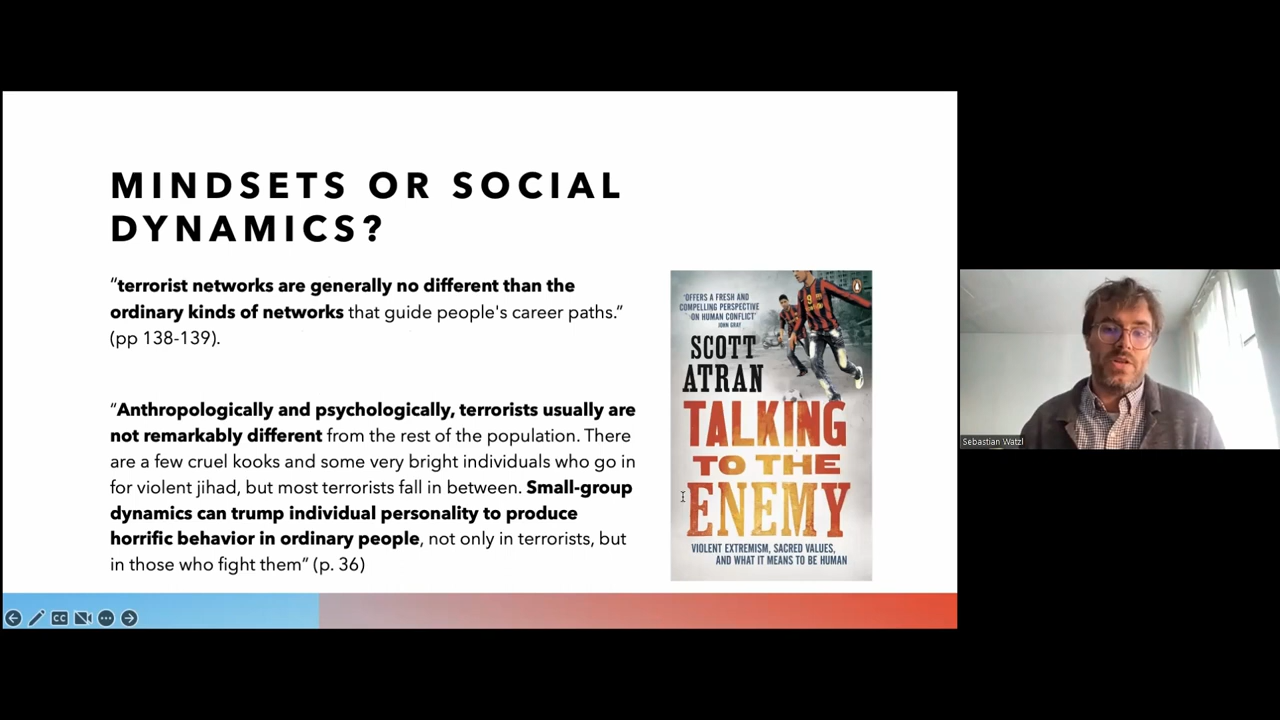 MINDSETS OR SOCIAL
DYNAMICS?
“terrorist networks are generally no different than the
ordinary kinds of networks that guide people's career paths.”
(pp 138-139).
“Anthropologically and psychologically, terrorists usually are
not remarkably different from the rest of the population. There
are a few cruel kooks and some very bright individuals who go in
for violent jihad, but most terrorists fall in between. Small-group
dynamics can trump individual personality to produce
horrific behavior in ordinary people, not only in terrorists, but
in those who fight them” (p. 36)
‘OFFERS A FRESH AND
COMPELLING PERSPECTIVE
ON HUMAN CONFLICT’
JOHN GRAY
SCOTT
ATRAN
TALKING
TO THE
ENEMY
VIOLENT EXTREMISM, SACRED VALUES,
AND WHAT IT MEANS TO BE HUMAN
9
CC
Sebastian Watzl